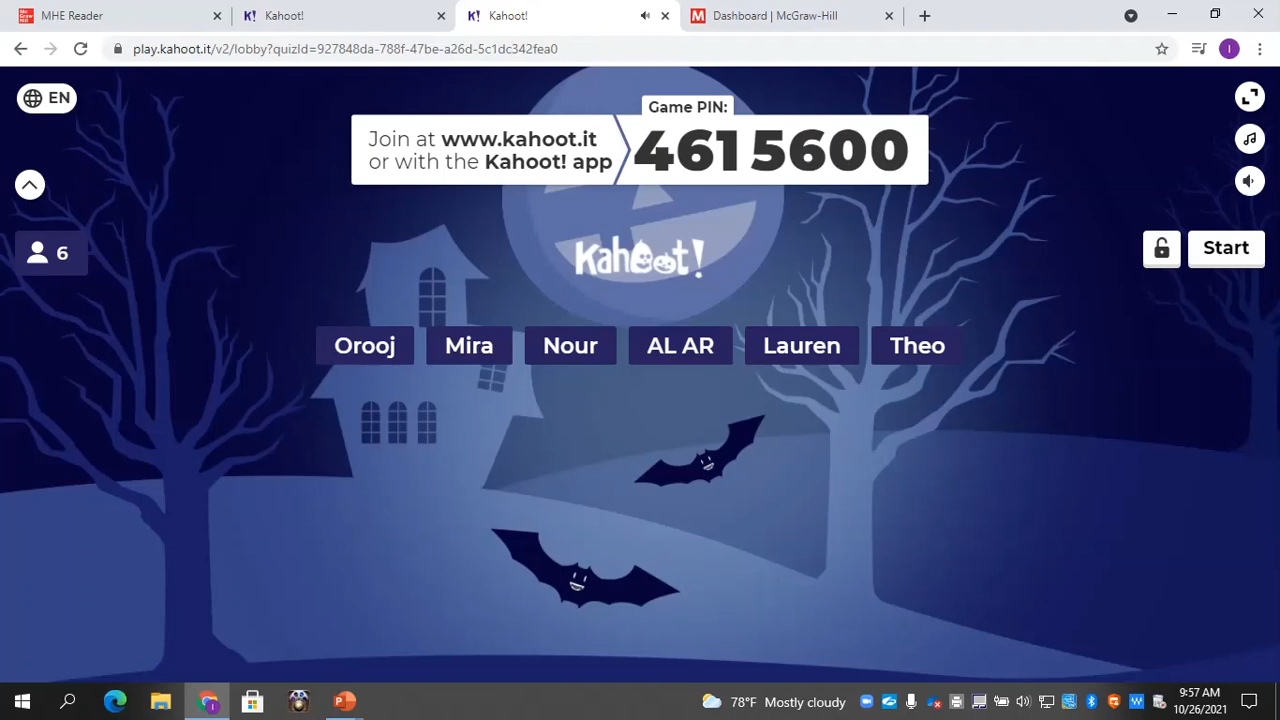 MHE Reader
Kahoot!
Kahoot!
Dashboard | McGraw-Hill
play.kahoot.it/v2/lobby?quizId=927848da-788f-47be-a26d-5c1dc342fea0
EN
Game PIN:
Join at www.kahoot.it
or with the Kahoot! app
461 5600
6
Kahoot!
Start
Orooj
Mira
Nour
AL AR
Lauren
Theo
78°F Mostly cloudy
9:57 AM
10/26/2021